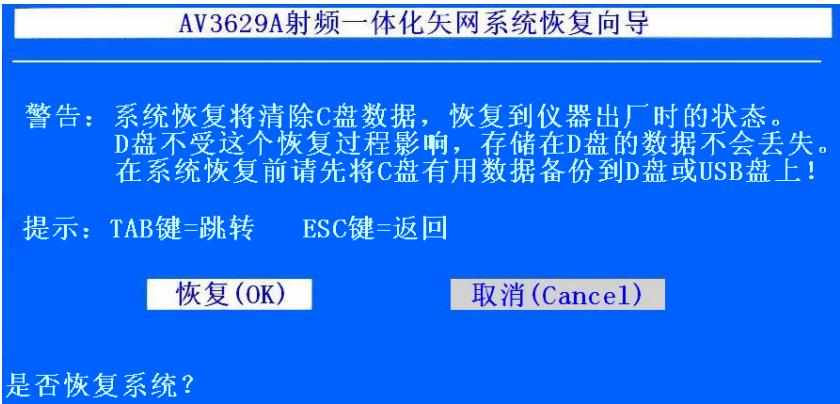 AV3629A射频一体化矢网系统恢复向导
警告：系统恢复将清除C盘数据，恢复到仪器出厂时的状态。
D盘不受这个恢复过程影响，存储在D盘的数据不会丢失。
在系统恢复前请先将C盘有用数据备份到D盘或USB盘上！
提示：TAB键=跳转 ESC键=返回
恢复(OK) 取消(Cancel)
是否恢复系统？